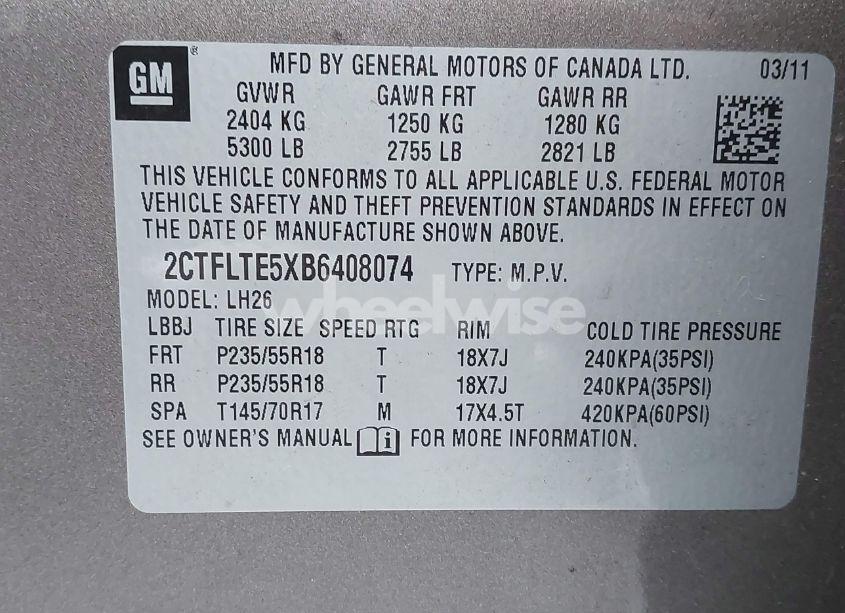 GM® MFD BY GENERAL MOTORS OF CANADA LTD. 03/11
GVWR GAWR FRT GAWR RR
2404 KG 1250 KG 1280 KG
5300 LB 2755 LB 2821 LB
THIS VEHICLE CONFORMS TO ALL APPLICABLE U.S. FEDERAL MOTOR
VEHICLE SAFETY AND THEFT PREVENTION STANDARDS IN EFFECT ON
THE DATE OF MANUFACTURE SHOWN ABOVE.
2CTFLTE5XB6408074 TYPE: M.P.V.
MODEL: LH26
wheelwise
LBBJ TIRE SIZE SPEED RTG RIM COLD TIRE PRESSURE
FRT P235/55R18 T 18X7J 240KPA(35PSI)
RR P235/55R18 T 18X7J 240KPA(35PSI)
SPA T145/70R17 M 17X4.5T 420KPA(60PSI)
SEE OWNER'S MANUAL i FOR MORE INFORMATION.